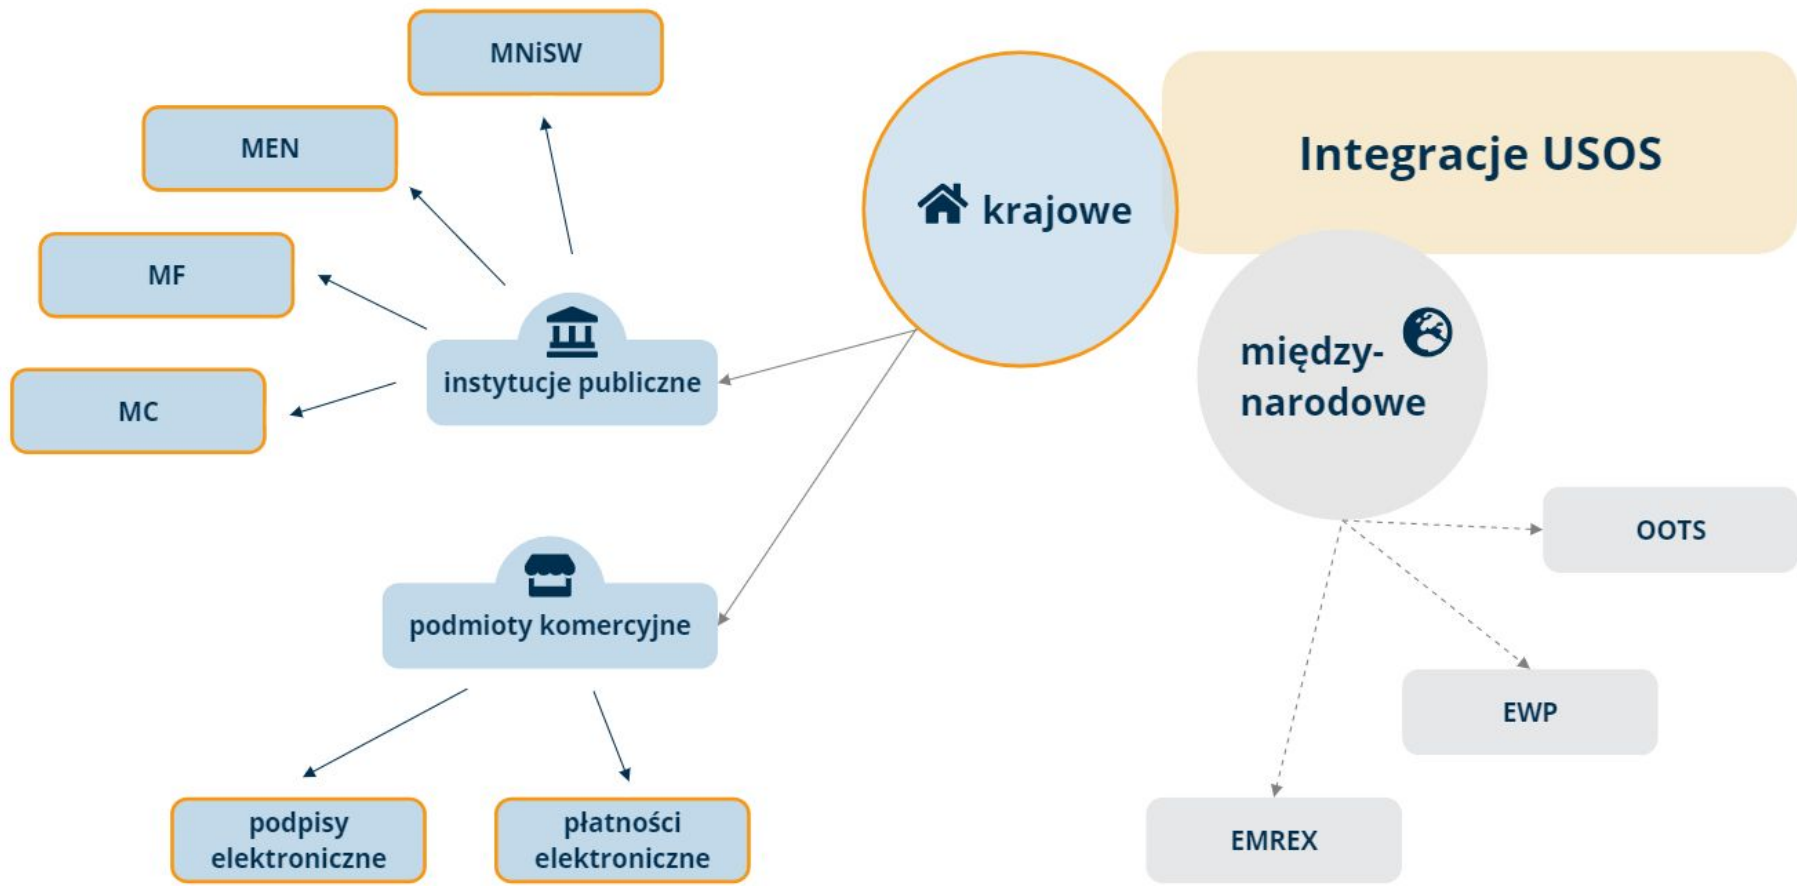 Integracje USOS
krajowe
między-
narodowe
MNiSW
MEN
MF
MC
instytucje publiczne
podmioty komercyjne
podpisy
elektroniczne
płatności
elektroniczne
OOTS
EWP
EMREX